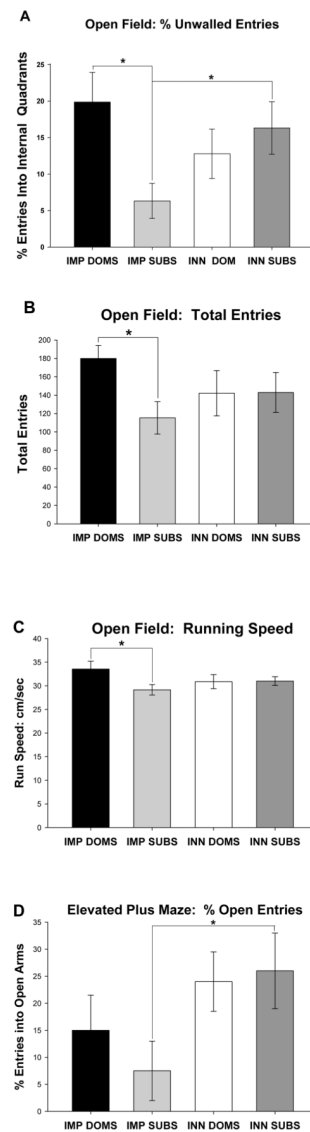 A
Open Field: % Unwalled Entries
% Entries Into Internal Quadrants
25
20
15
10
5
0
*
*
IMP DOMS IMP SUBS INN DOM INN SUBS
B
Open Field: Total Entries
Total Entries
200
180
160
140
120
100
80
60
40
20
0
*
IMP DOMS IMP SUBS INN DOMS INN SUBS
C
Open Field: Running Speed
Run Speed: cm/sec
40
35
30
25
20
15
10
5
0
*
IMP DOMS IMP SUBS INN DOMS INN SUBS
D
Elevated Plus Maze: % Open Entries
% Entries into Open Arms
35
30
25
20
15
10
5
0
*
IMP DOMS IMP SUBS INN DOMS INN SUBS